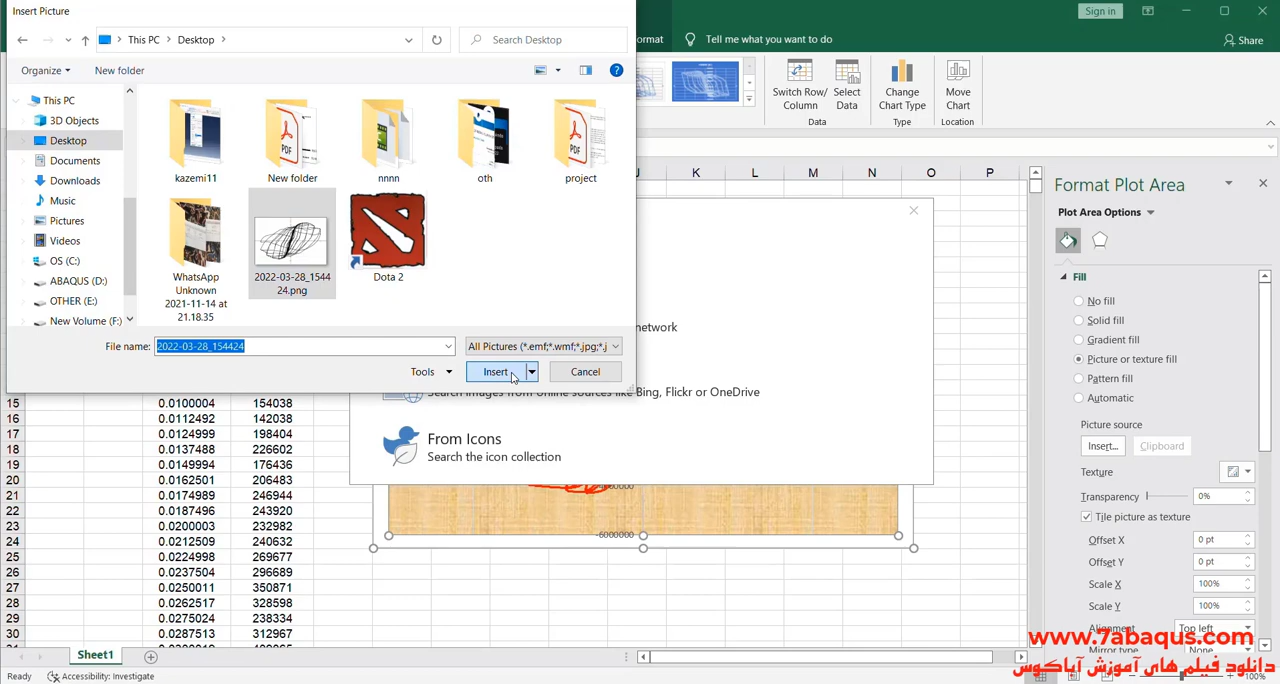 Insert Picture
Sign in
This PC
Desktop
Search Desktop
Organize
New folder
This PC
3D Objects
Desktop
Documents
Downloads
Music
Pictures
Videos
OS (C:)
ABAQUS (D:)
OTHER (E:)
New Volume (F:)
kazemi11
New folder
nnnn
oth
project
WhatsApp
Unknown
2021-11-14 at
21.18.35
2022-03-28_1544
24.png
Dota 2
File name:
2022-03-28_154424
All Pictures (*.emf;*.wmf;*.jpg;*.j
Tools
Insert
Cancel
ormat
Tell me what you want to do
Share
Switch Row/
Column
Select
Data
Data
Change
Chart Type
Type
Move
Chart
Location
J K L M N O P
etwork
Search images from online sources like Bing, Flickr or OneDrive
From Icons
Search the icon collection
-6000000
15 0.0100004 154038
16 0.0112492 142038
17 0.0124999 198404
18 0.0137488 226602
19 0.0149994 176436
20 0.0162501 206483
21 0.0174989 246944
22 0.0187496 243920
23 0.0200003 232982
24 0.0212509 240632
25 0.0224998 269677
26 0.0237504 296689
27 0.0250011 350871
28 0.0262517 328598
29 0.0275024 238334
30 0.0287513 312967
Sheet1
Ready
Accessibility: Investigate
Format Plot Area
Plot Area Options
Fill
No fill
Solid fill
Gradient fill
Picture or texture fill
Pattern fill
Automatic
Picture source
Insert...
Clipboard
Texture
Transparency
0%
Tile picture as texture
Offset X
0 pt
Offset Y
0 pt
Scale X
100%
Scale Y
100%
Alignment
Top left
Mirror type
None
www.7abaqus.com
دانلود فیلم های آموزش آباکوس
100%